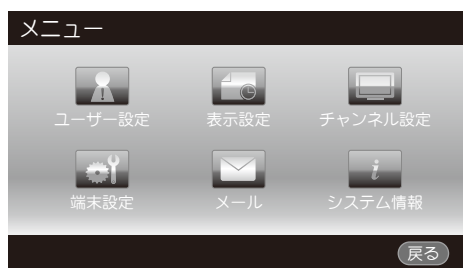 メニュー
ユーザー設定
表示設定
チャンネル設定
端末設定
メール
システム情報
戻る